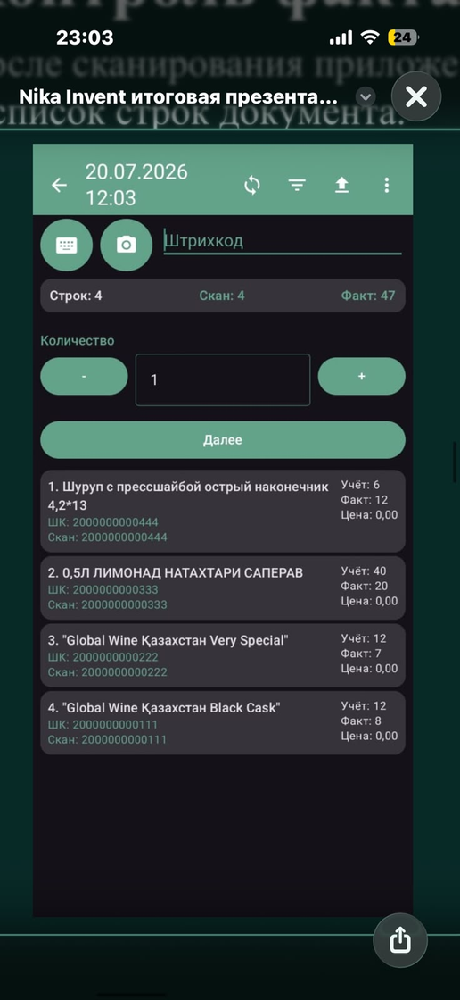 контроль факта
23:03
24
осле сканирования приложе
Nika Invent итоговая презента...
список строк документа.
20.07.2026
12:03
Штрихкод
Строк: 4
Скан: 4
Факт: 47
Количество
-
1
+
Далее
1. Шуруп с прессшайбой острый наконечник
4,2*13
ШК: 2000000000444
Скан: 2000000000444
Учёт: 6
Факт: 12
Цена: 0,00
2. 0,5Л ЛИМОНАД НАТАХТАРИ САПЕРАВ
ШК: 2000000000333
Скан: 2000000000333
Учёт: 40
Факт: 20
Цена: 0,00
3. "Global Wine Қазахстан Very Special"
ШК: 2000000000222
Скан: 2000000000222
Учёт: 12
Факт: 7
Цена: 0,00
4. "Global Wine Қазахстан Black Cask"
ШК: 2000000000111
Скан: 2000000000111
Учёт: 12
Факт: 8
Цена: 0,00